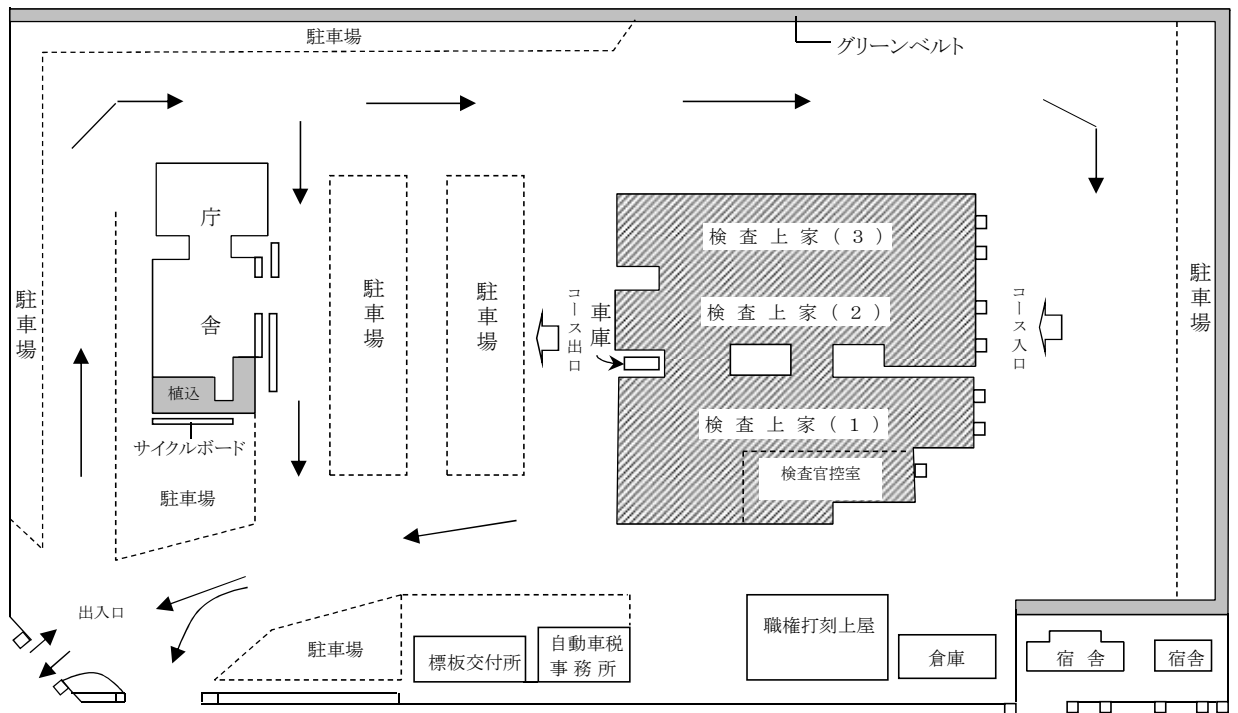 駐車場
グリーンベルト
庁
検査上家(3)
駐車場
駐車場
駐車場
駐車場
コース出口
車庫
検査上家(2)
コース入口
舎
植込
サイクルボード
検査上家(1)
検査官控室
駐車場
出入口
駐車場
標板交付所
自動車税
事務所
職権打刻上屋
倉庫
宿舎
宿舎